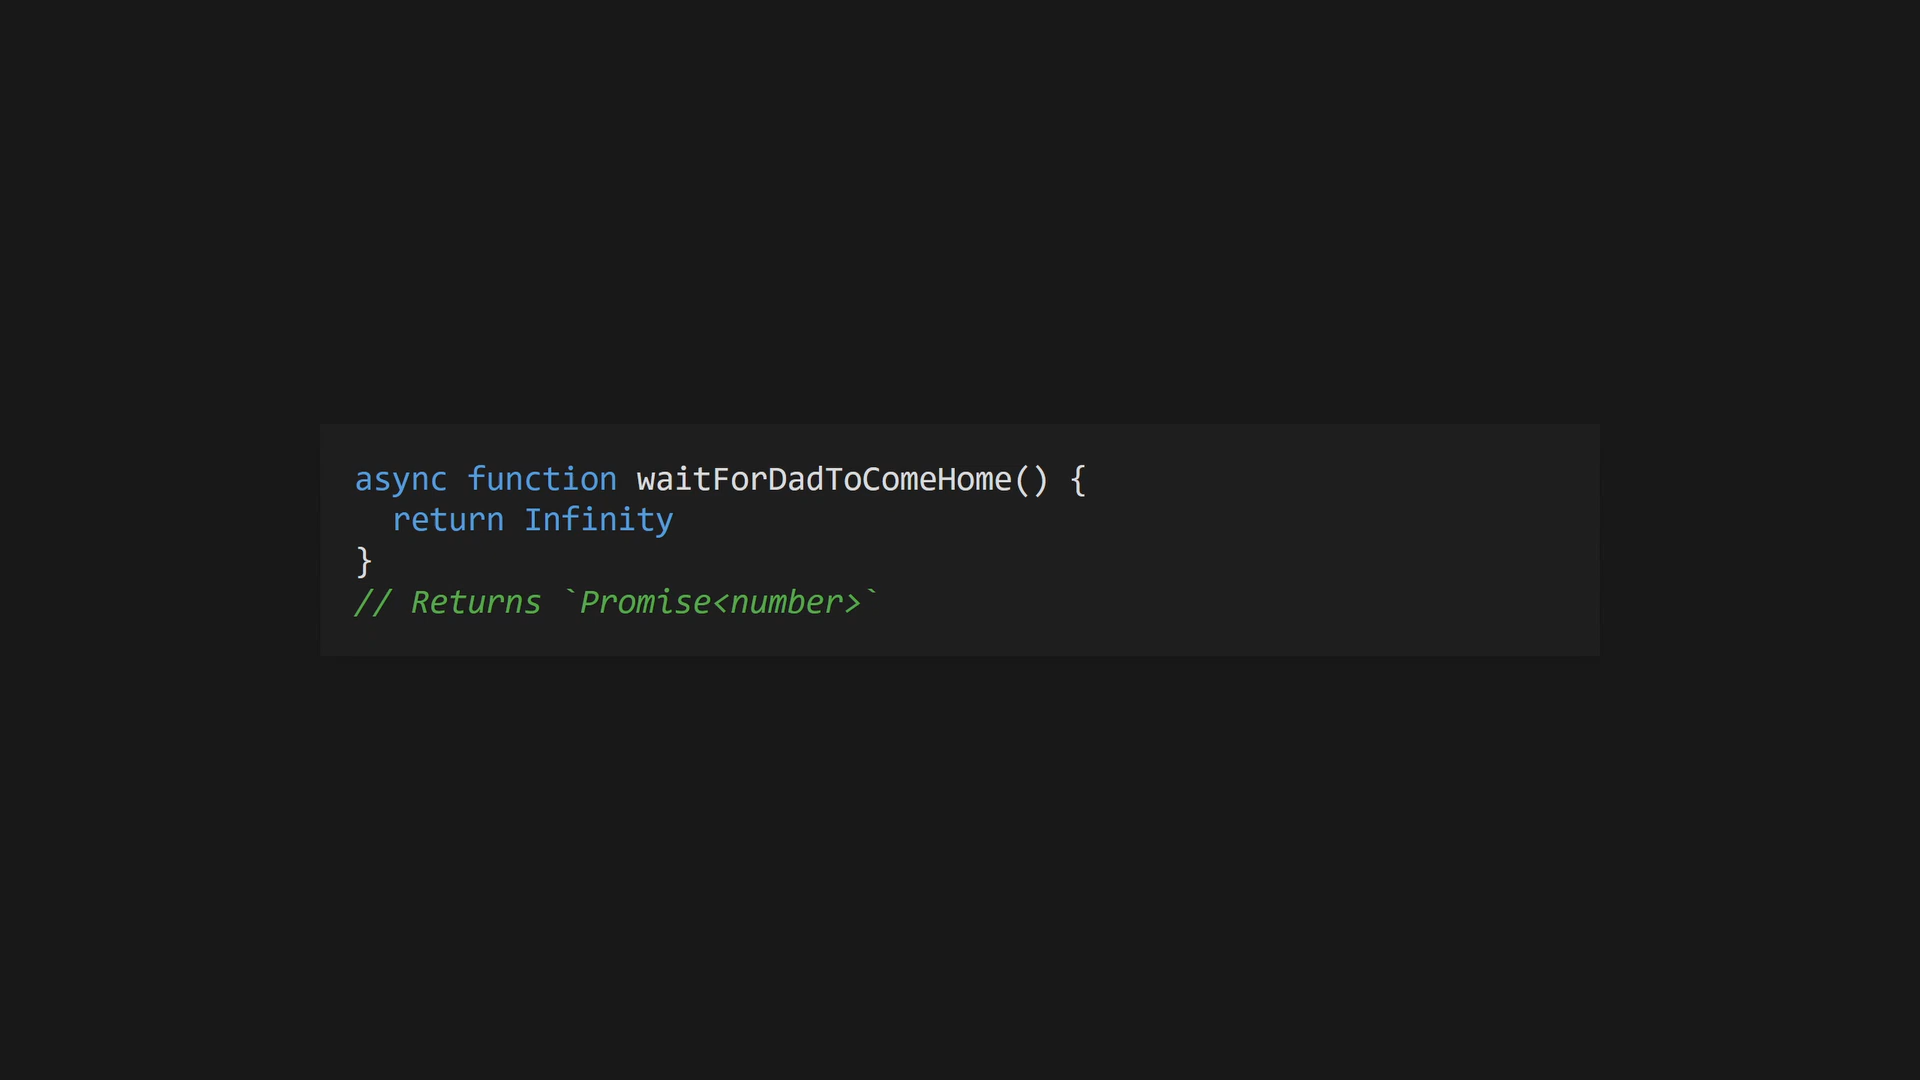 async function waitForDadToComeHome() {
  return Infinity
}
// Returns `Promise<number>`